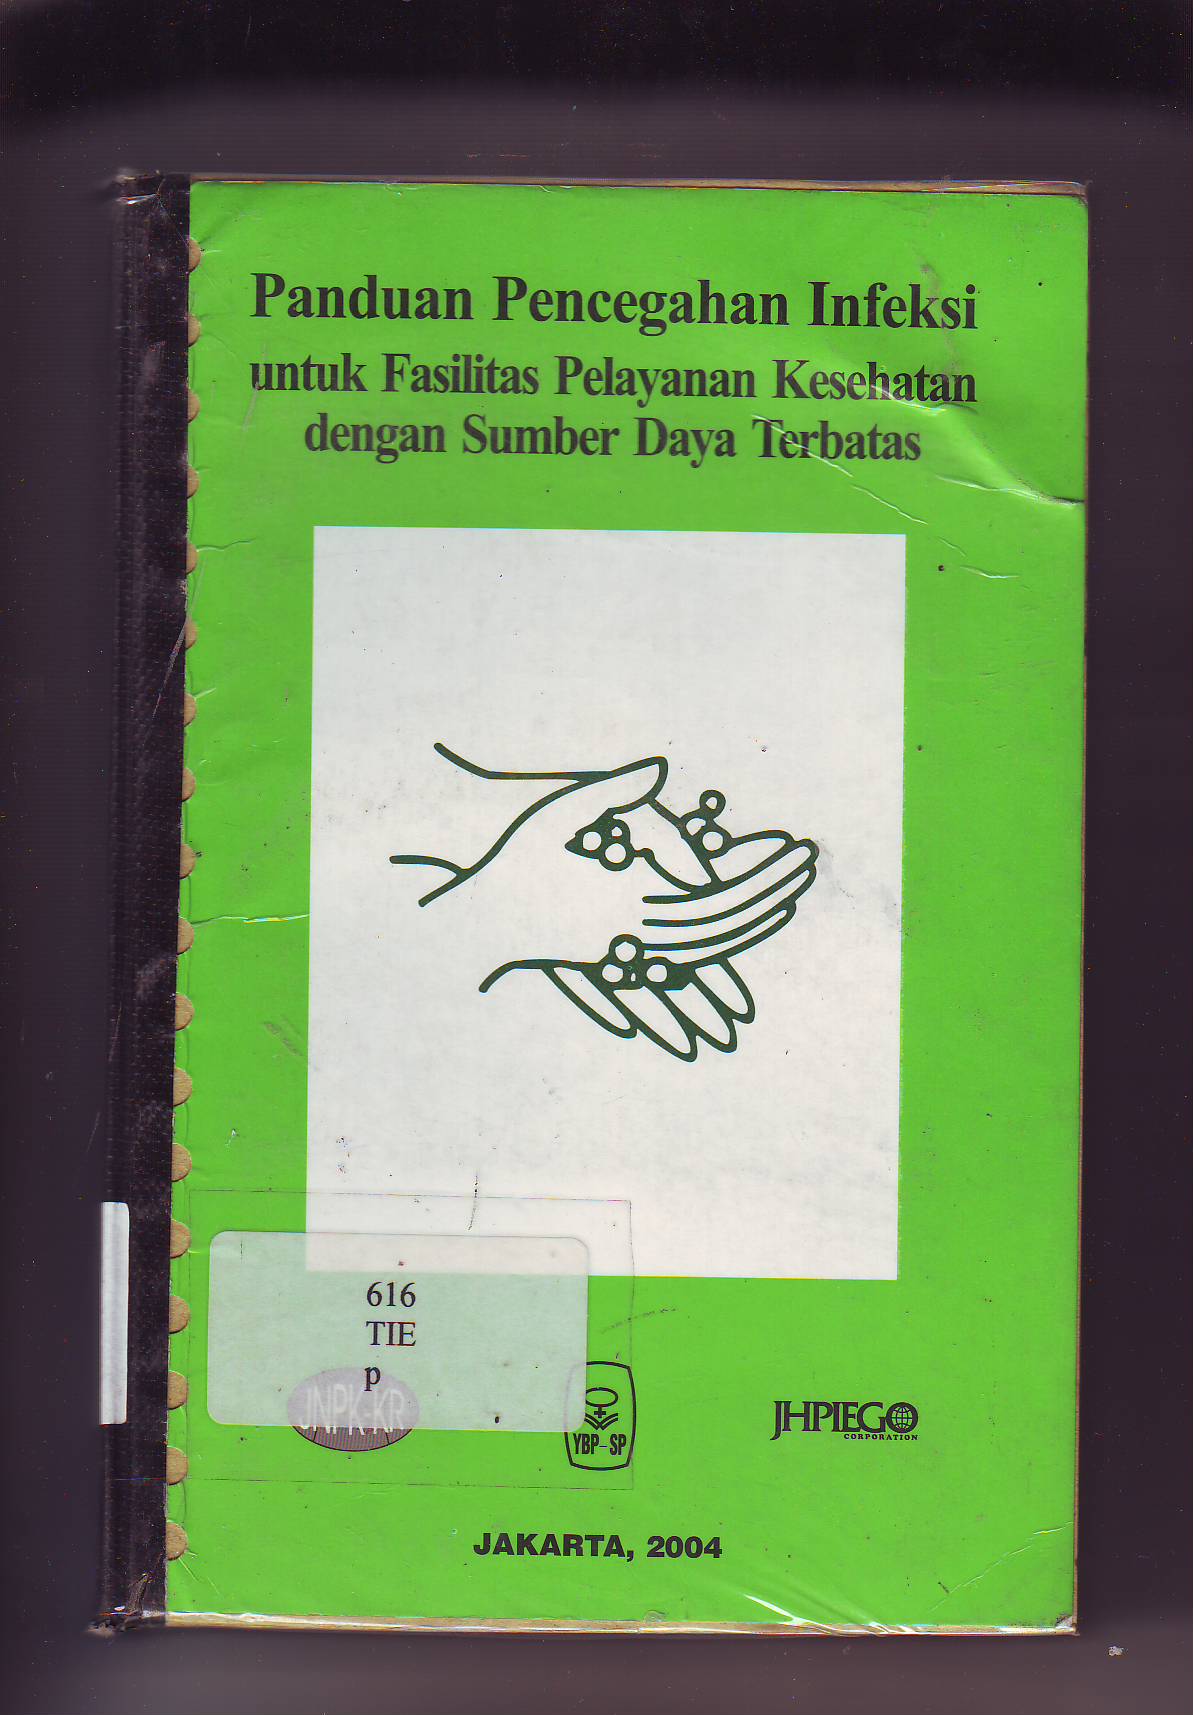 Panduan Pencegahan Infeksi
untuk Fasilitas Pelayanan Kesehatan
dengan Sumber Daya Terbatas
616
TIE
p
JNPK-KR
YBP-SP
JHPIEGO
CORPORATION
JAKARTA, 2004